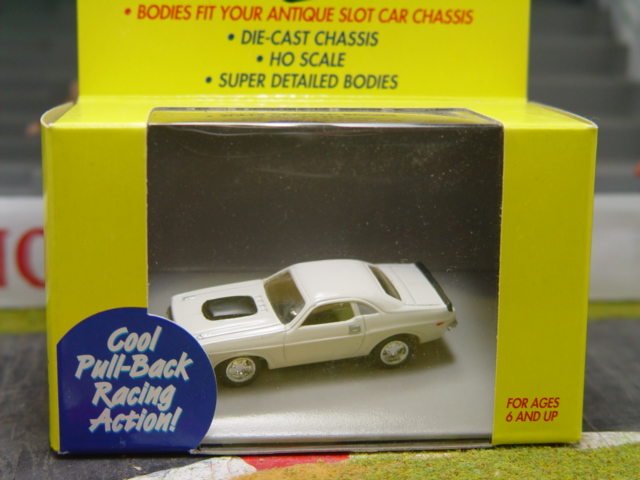 • BODIES FIT YOUR ANTIQUE SLOT CAR CHASSIS
• DIE-CAST CHASSIS
• HO SCALE
• SUPER DETAILED BODIES
Cool
Pull-Back
Racing
Action!
FOR AGES
6 AND UP